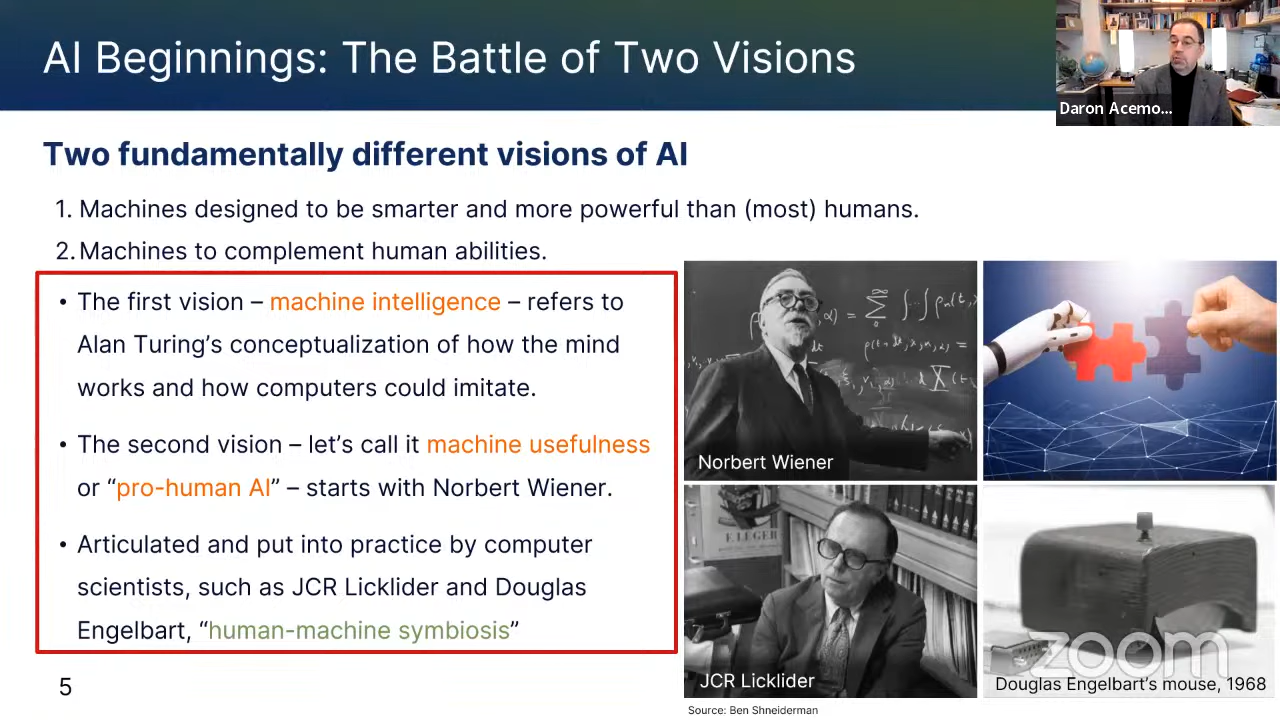 AI Beginnings: The Battle of Two Visions
Daron Acemo...
Two fundamentally different visions of AI
1. Machines designed to be smarter and more powerful than (most) humans.
2. Machines to complement human abilities.
• The first vision – machine intelligence – refers to
Alan Turing’s conceptualization of how the mind
works and how computers could imitate.
• The second vision – let’s call it machine usefulness
or “pro-human AI” – starts with Norbert Wiener.
• Articulated and put into practice by computer
scientists, such as JCR Licklider and Douglas
Engelbart, “human-machine symbiosis”
Norbert Wiener
F. LEGER
JCR Licklider
zoom
Douglas Engelbart’s mouse, 1968
5
Source: Ben Shneiderman